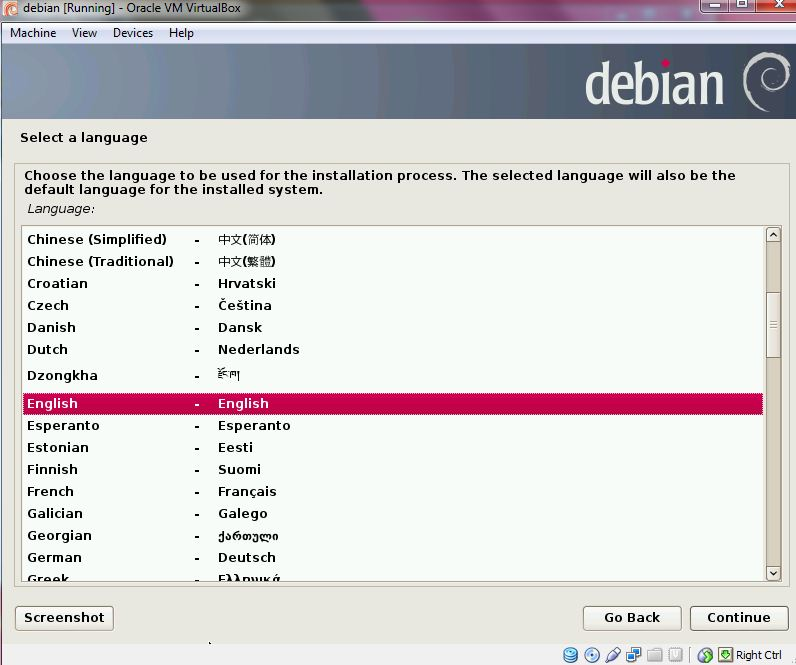 debian [Running] - Oracle VM VirtualBox
Machine View Devices Help
debian
Select a language
Choose the language to be used for the installation process. The selected language will also be the
default language for the installed system.
Language:
Chinese (Simplified) - 中文(简体)
Chinese (Traditional) - 中文(繁體)
Croatian - Hrvatski
Czech - Čeština
Danish - Dansk
Dutch - Nederlands
Dzongkha - རྫོང་ཁ།
English - English
Esperanto - Esperanto
Estonian - Eesti
Finnish - Suomi
French - Français
Galician - Galego
Georgian - ქართული
German - Deutsch
Greek - Ελληνικά
Screenshot Go Back Continue
Right Ctrl